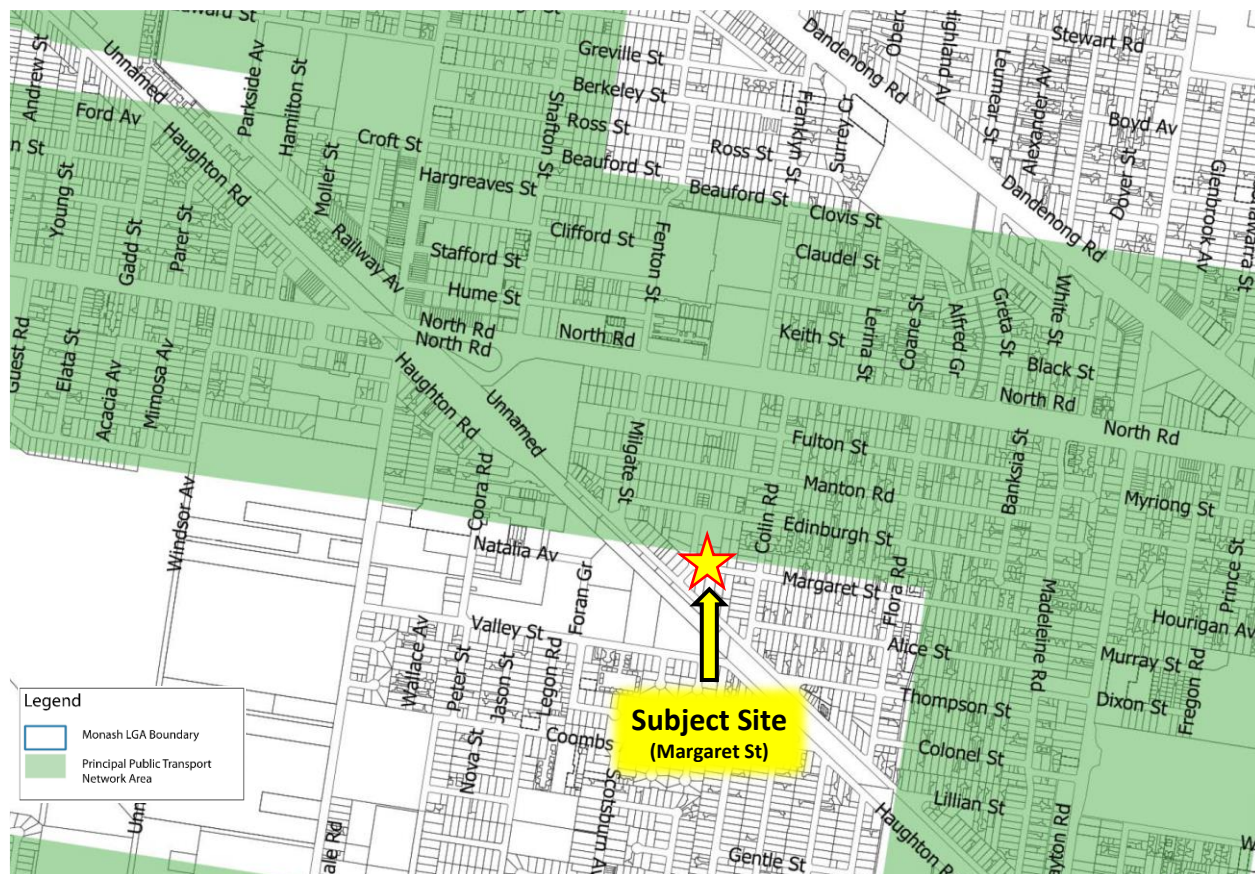 Stewart Rd
Greville St
Dandenong Rd
Andrew St
Unnamed
Parkside Av
Hamilton St
Berkeley St
Franklyn St
Surrey Cr
Lemnear St
Alexander Av
Boyd Av
Ford Av
Haughton Rd
Moller St
Croft St
Shafton St
Ross St
Ross St
Beauford St
Beauford St
Dover St
Glenbrook Av
Dandenong Rd
Hargreaves St
Clovis St
Young St
Gadd St
Parer St
Railway Av
Stafford St
Clifford St
Fenton St
Claudel St
Hume St
North Rd
North Rd
North Rd
Keith St
Lerina St
Coane St
Alfred Gr
Greta St
White St
Black St
North Rd
North Rd
Guest Rd
Elata St
Acacia Av
Mimosa Av
Haughton Rd
Unnamed
Milgate St
Fulton St
Manton Rd
Banksia St
Myriong St
Windsor Av
Coora Rd
Colin Rd
Edinburgh St
Natalia Av
Foran Gr
Margaret St
Flora Rd
Madeleine Rd
Prince St
Hourigan Av
Valley St
Alice St
Murray St
Wallace Av
Peter St
Jason St
Legon Rd
Thompson St
Dixon St
Fregon Rd
Legend
Monash LGA Boundary
Principal Public Transport
Network Area
Subject Site
(Margaret St)
Nova St
Coombs
Scotsburn Av
Colonel St
Lillian St
Haughton R
Gentle St